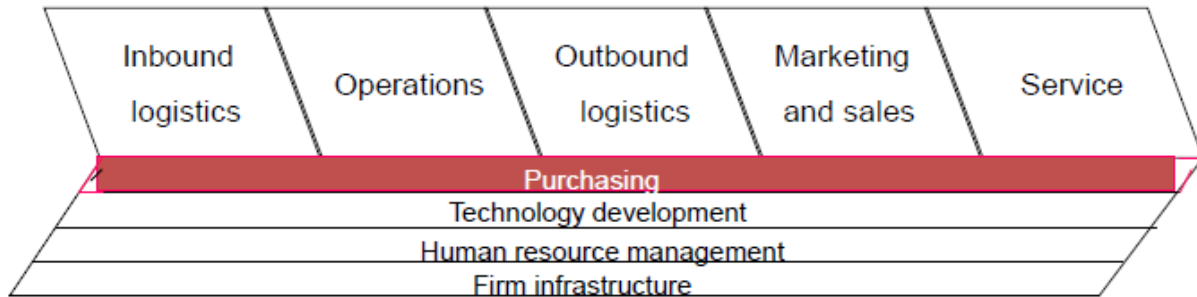 Inbound
logistics
Operations
Outbound
logistics
Marketing
and sales
Service
Purchasing
Technology development
Human resource management
Firm infrastructure